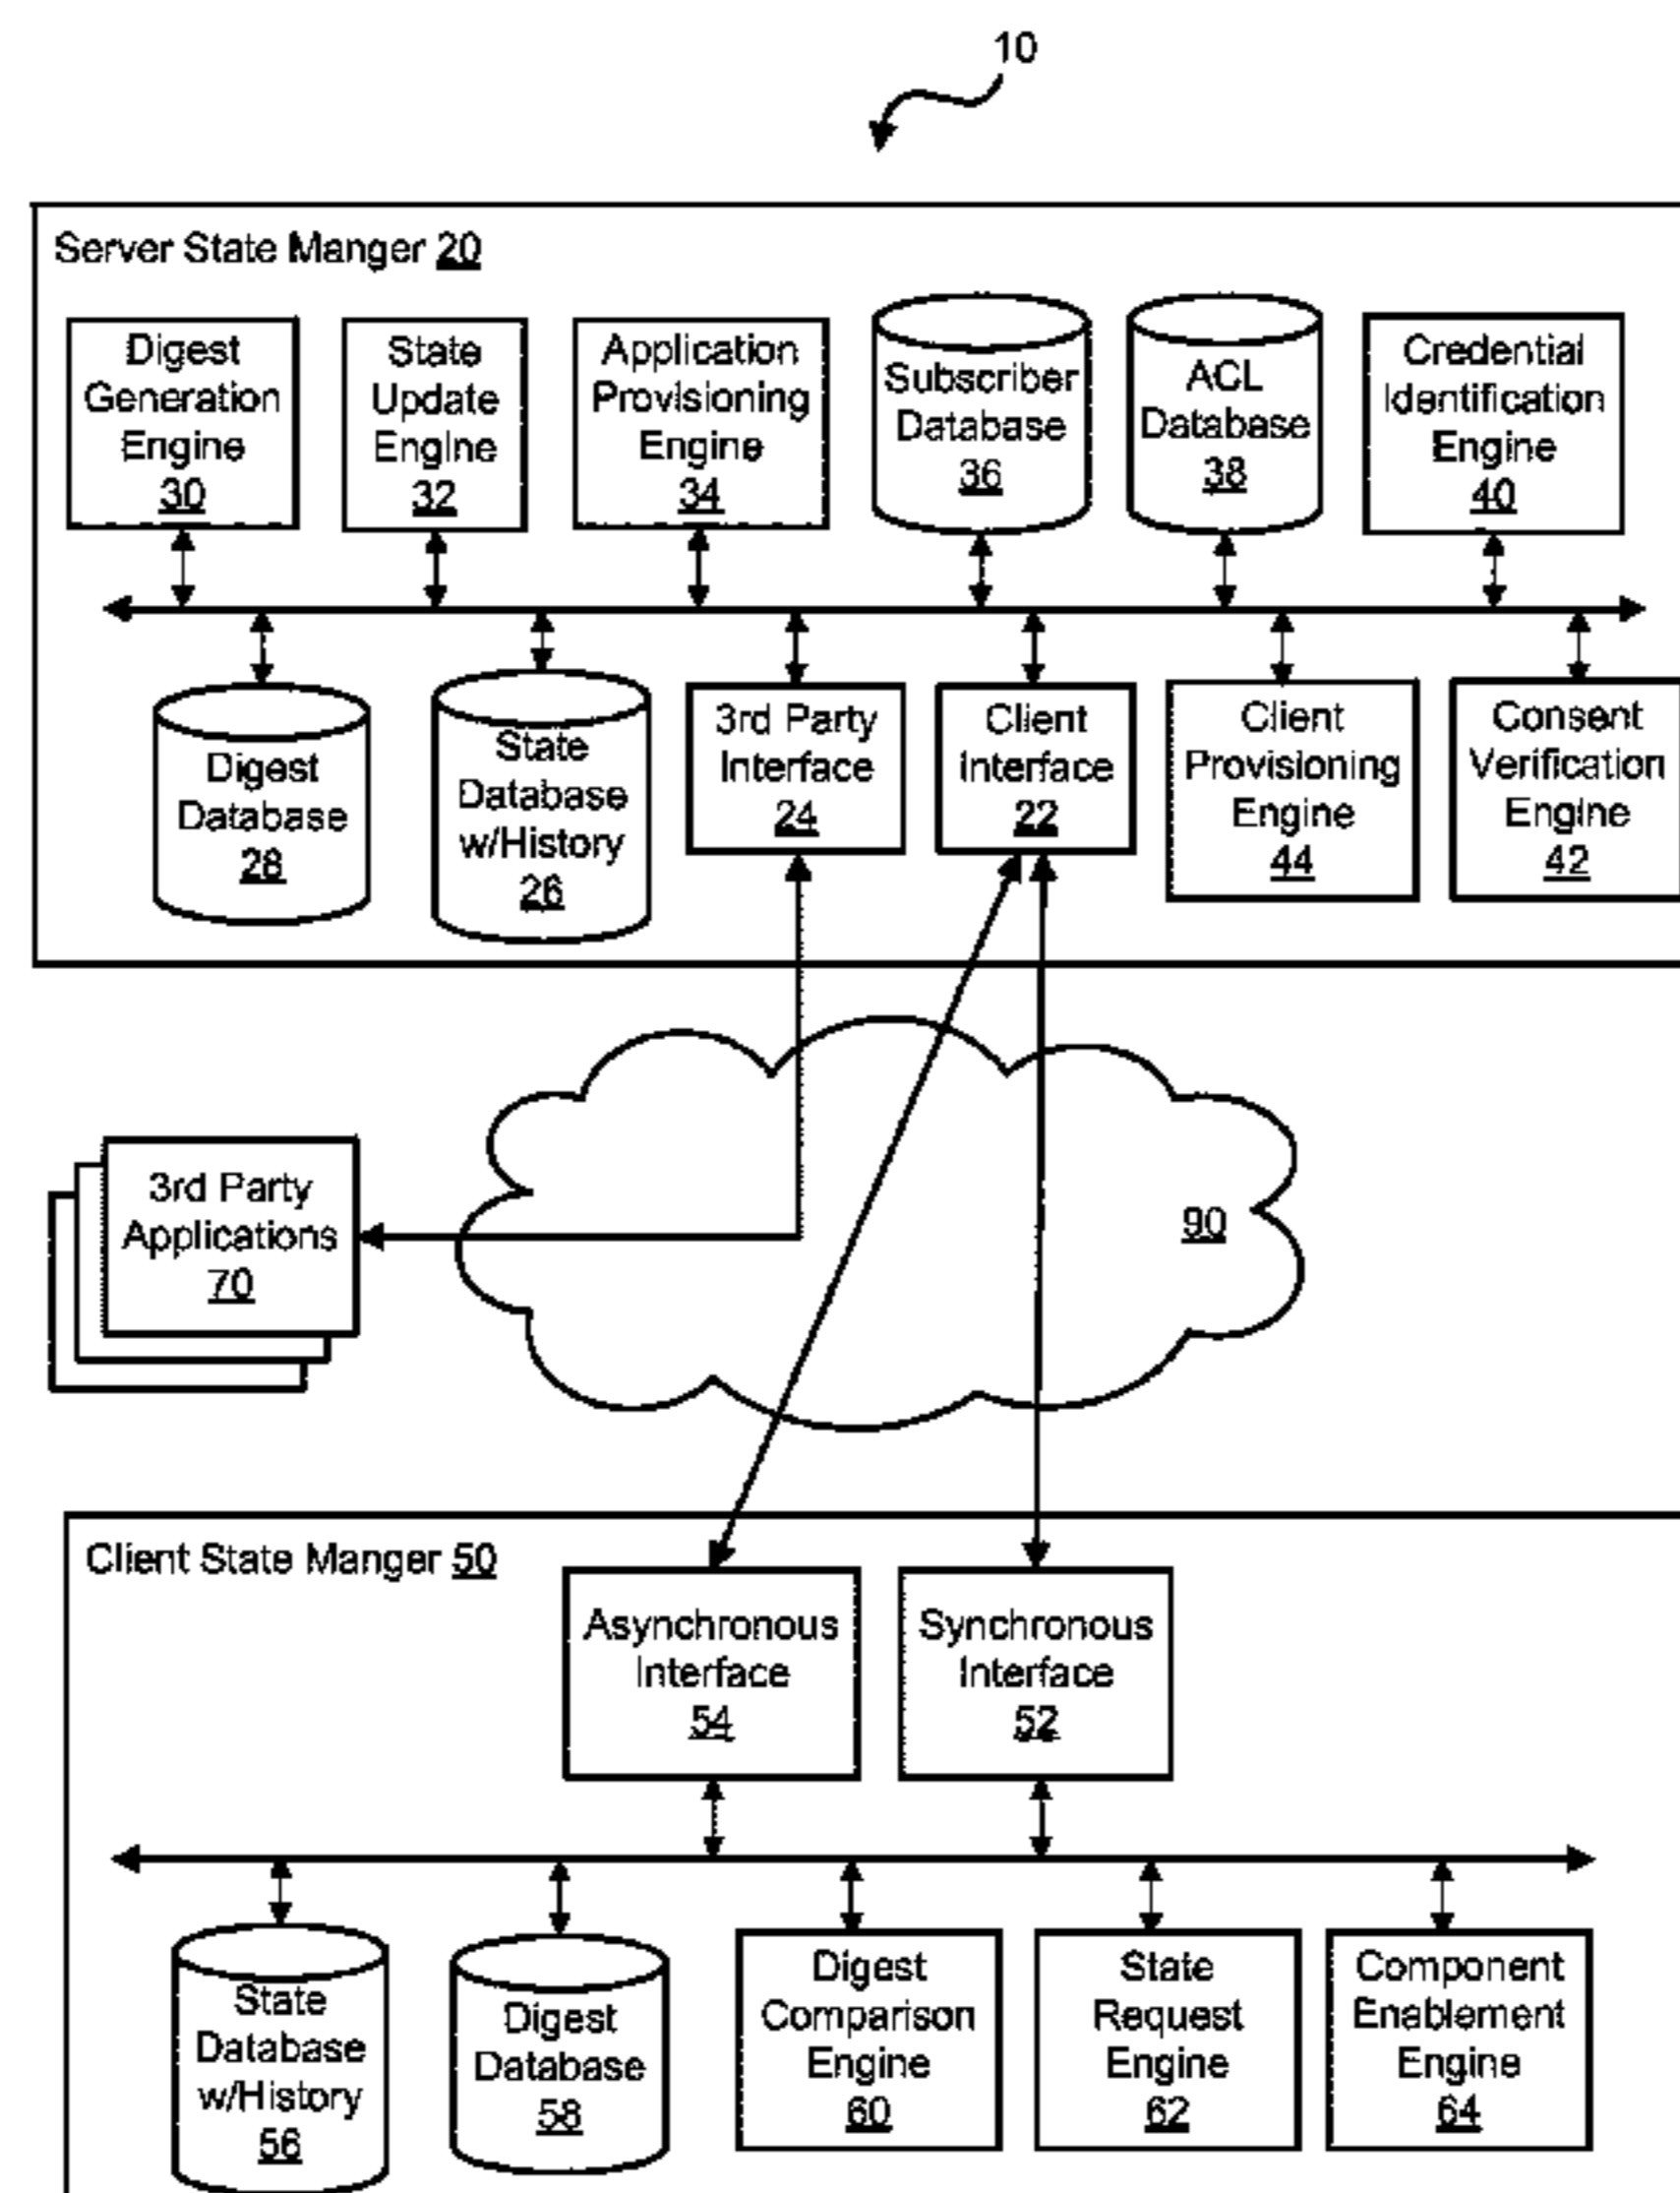 10
Server State Manger 20
Digest
Generation
Engine
30
State
Update
Engine
32
Application
Provisioning
Engine
34
Subscriber
Database
36
ACL
Database
38
Credential
Identification
Engine
40
Digest
Database
28
State
Database
w/History
26
3rd Party
Interface
24
Client
Interface
22
Client
Provisioning
Engine
44
Consent
Verification
Engine
42
3rd Party
Applications
70
90
Client State Manger 50
Asynchronous
Interface
54
Synchronous
Interface
52
State
Database
w/History
56
Digest
Database
58
Digest
Comparison
Engine
60
State
Request
Engine
62
Component
Enablement
Engine
64